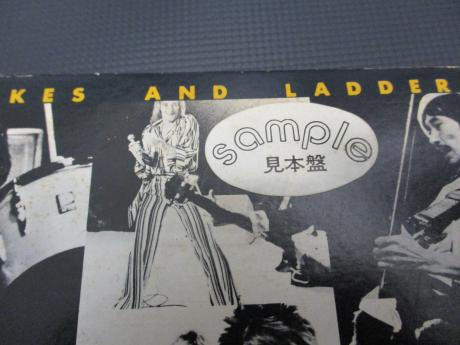 KES AND LADDER
sample
見本盤